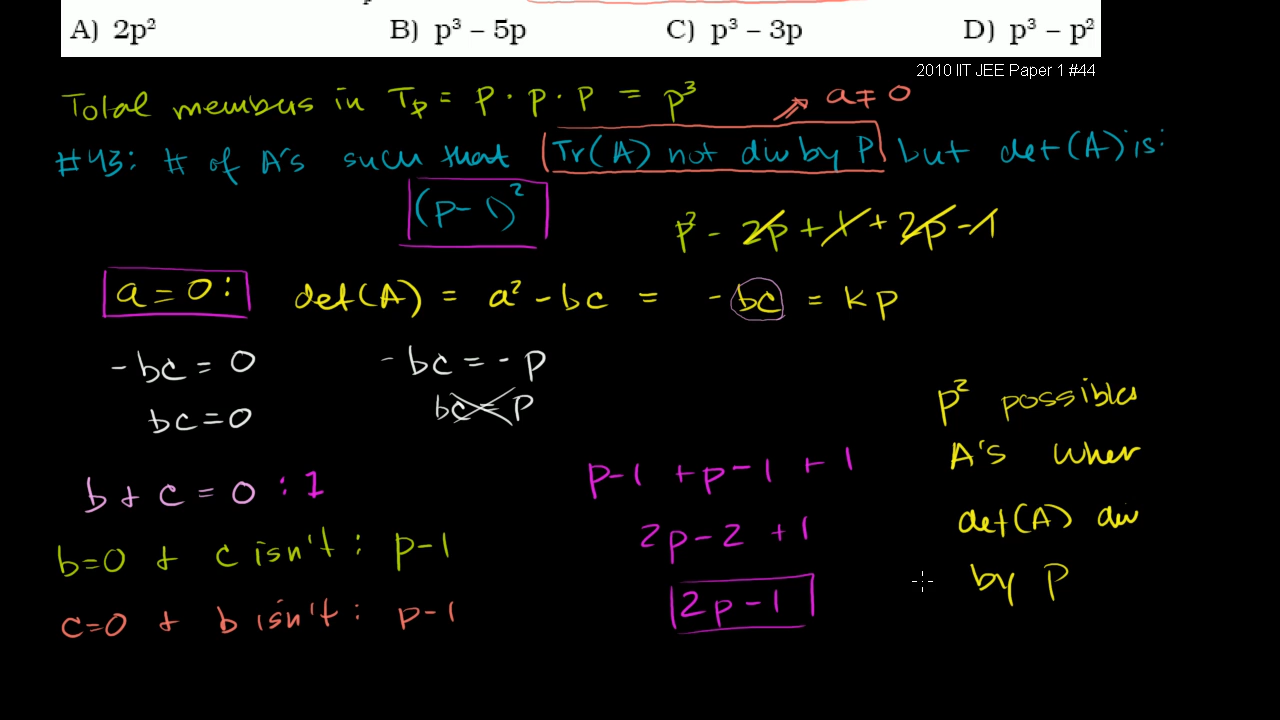 A) 2p² B) p³ – 5p C) p³ – 3p D) p³ – p²
2010 IIT JEE Paper 1 #44
Total members in Tp = p · p · p = p³
a ≠ 0
#43: # of A's such that Tr(A) not div by P but det(A) is:
(p-1)²
p² - 2p + 1 + 2p - 1
a = 0 : det(A) = a² - bc = - bc = kp
-bc = 0 -bc = - p
bc = 0 bc = p
p² possibles
A's wher
det(A) div
by P
b + c = 0 : 1
b=0 + c isn't : p-1
c=0 + b isn't : p-1
p-1 + p-1 + 1
2p-2 + 1
2p-1